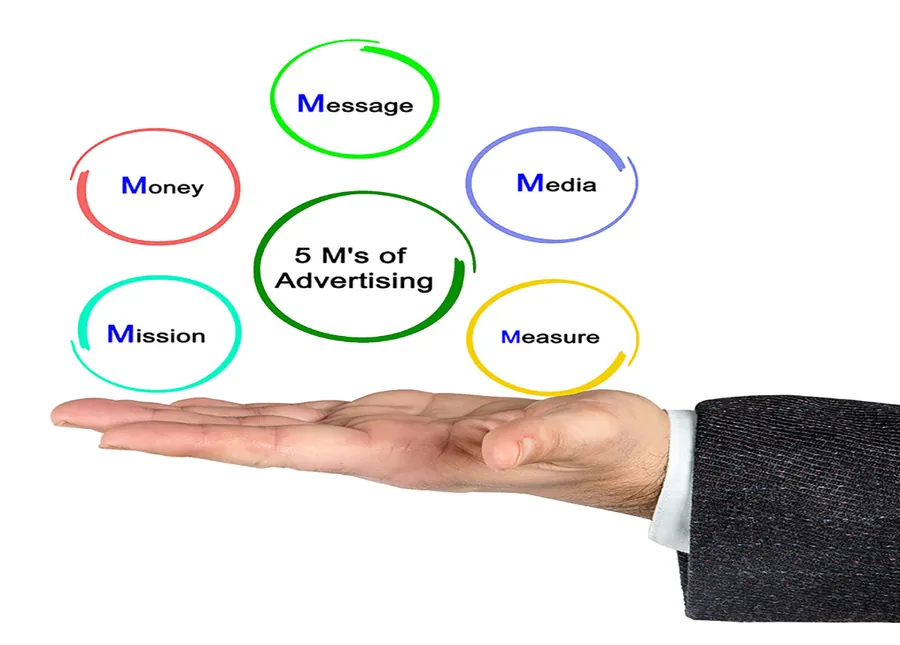 Message
Money
Media
5 M's of
Advertising
Mission
Measure